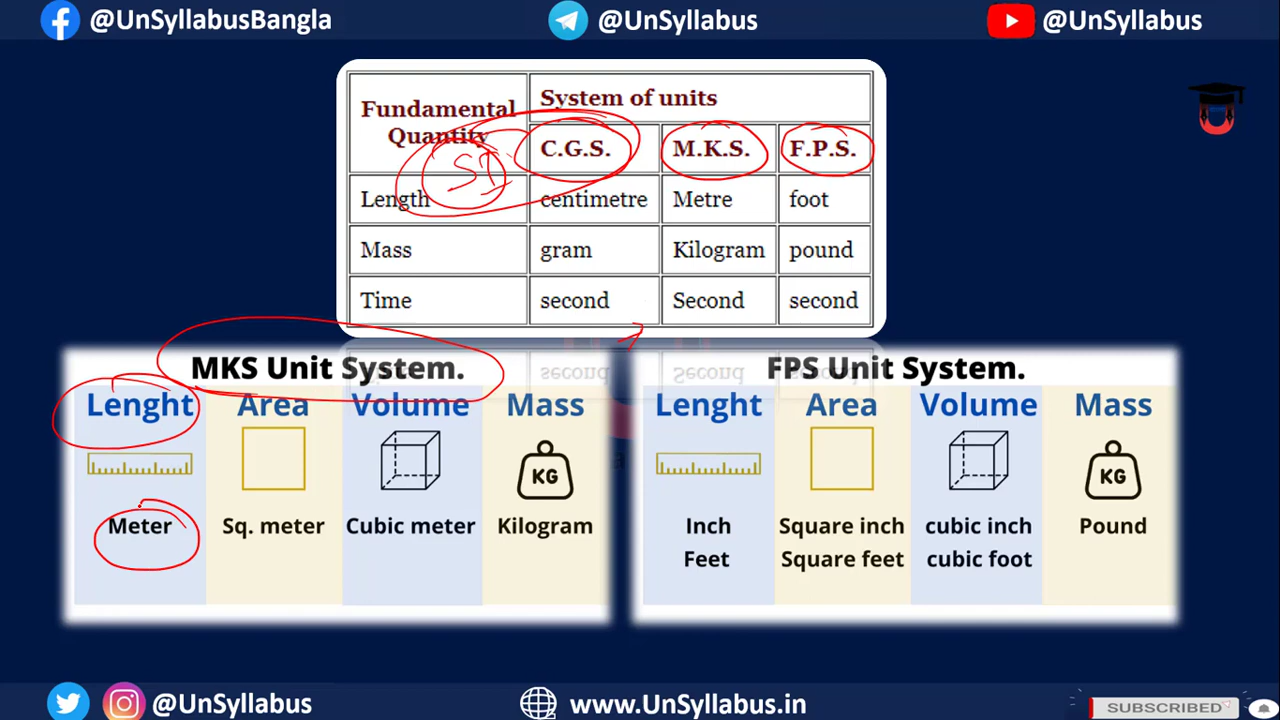 @UnSyllabusBangla
@UnSyllabus
@UnSyllabus
Fundamental Quantity
System of units
C.G.S.
M.K.S.
F.P.S.
SI
Length centimetre Metre foot
Mass gram Kilogram pound
Time second Second second
MKS Unit System.
Lenght Area Volume Mass
KG
Meter Sq. meter Cubic meter Kilogram
FPS Unit System.
second second
Lenght Area Volume Mass
KG
Inch Square inch cubic inch Pound
Feet Square feet cubic foot
@UnSyllabus
www.UnSyllabus.in
SUBSCRIBED